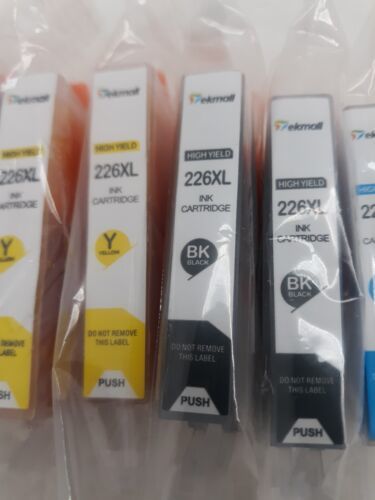 ekmall
HIGH YIELD
226XL
INK
CARTRIDGE
Y
YELLOW
PUSH
Tekmall
HIGH YIELD
226XL
INK
CARTRIDGE
Y
YELLOW
DO NOT REMOVE
THIS LABEL
PUSH
Tekmall
HIGH YIELD
226XL
INK
CARTRIDGE
BK
BLACK
DO NOT REMOVE
THIS LABEL
PUSH
Tekmall
HIGH YIELD
226XL
INK
CARTRIDGE
BK
BLACK
DO NOT REMOVE
THIS LABEL
PUSH